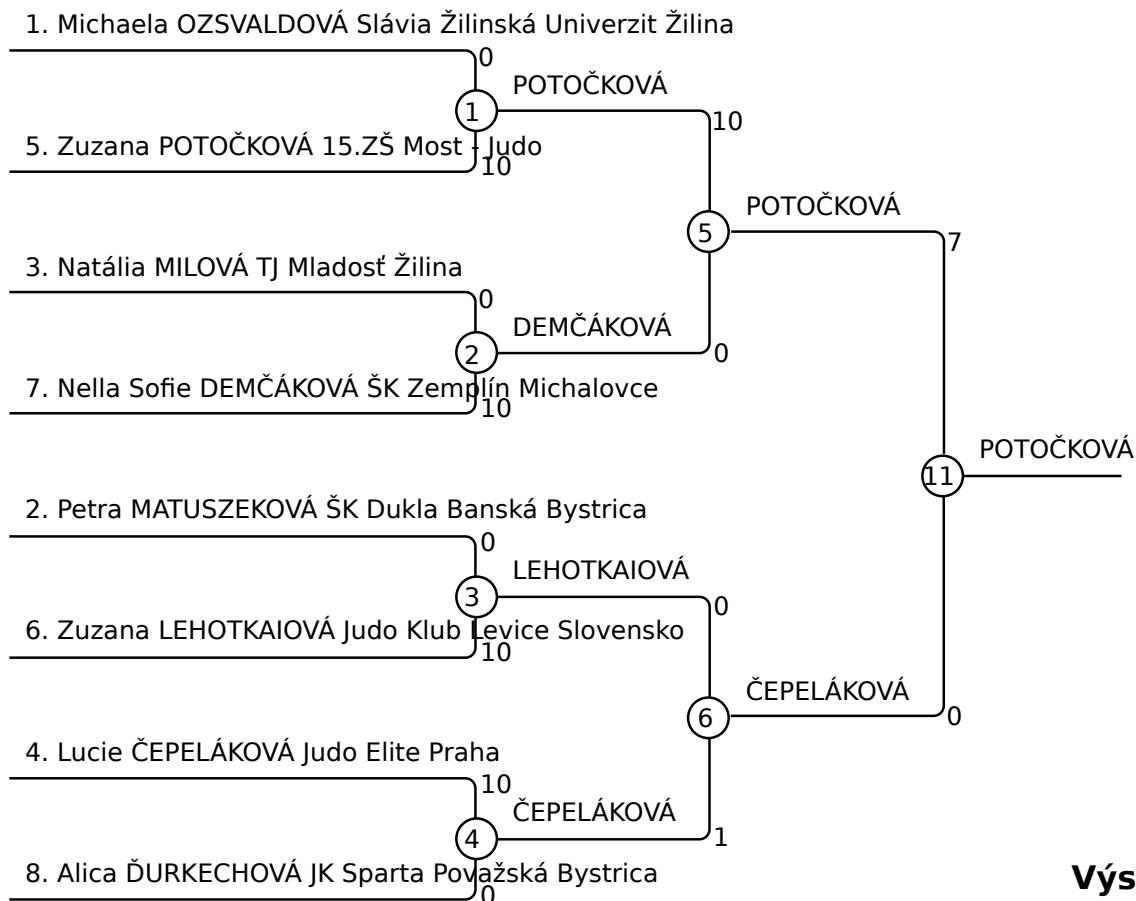 1. Michaela OZSVALDOVÁ Slávia Žilinská Univerzit Žilina
0
POTOČKOVÁ
1
10
5. Zuzana POTOČKOVÁ 15.ZŠ Most - Judo
10
POTOČKOVÁ
5
7
3. Natália MILOVÁ TJ Mladosť Žilina
0
DEMČÁKOVÁ
2
0
7. Nella Sofie DEMČÁKOVÁ ŠK Zemplín Michalovce
10
POTOČKOVÁ
11
2. Petra MATUSZEKOVÁ ŠK Dukla Banská Bystrica
0
LEHOTKAIOVÁ
3
0
6. Zuzana LEHOTKAIOVÁ Judo Klub Levice Slovensko
10
ČEPELÁKOVÁ
6
0
4. Lucie ČEPELÁKOVÁ Judo Elite Praha
10
ČEPELÁKOVÁ
4
1
8. Alica ĎURKECHOVÁ JK Sparta Považská Bystrica
0
Výs